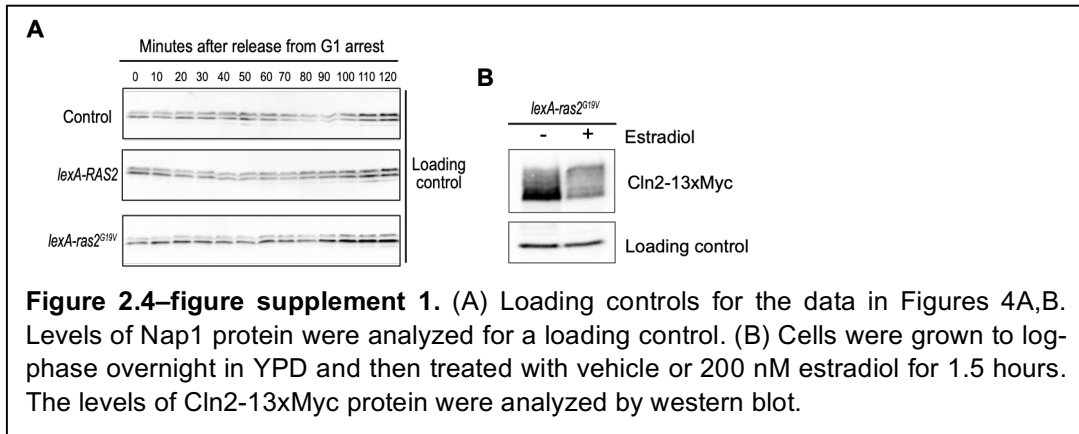 A
Minutes after release from G1 arrest
0 10 20 30 40 50 60 70 80 90 100 110 120
Control
lexA-RAS2
lexA-ras2G19V
Loading
control
B
lexA-ras2G19V
- + Estradiol
Cln2-13xMyc
Loading control
Figure 2.4–figure supplement 1. (A) Loading controls for the data in Figures 4A,B.
Levels of Nap1 protein were analyzed for a loading control. (B) Cells were grown to log-
phase overnight in YPD and then treated with vehicle or 200 nM estradiol for 1.5 hours.
The levels of Cln2-13xMyc protein were analyzed by western blot.